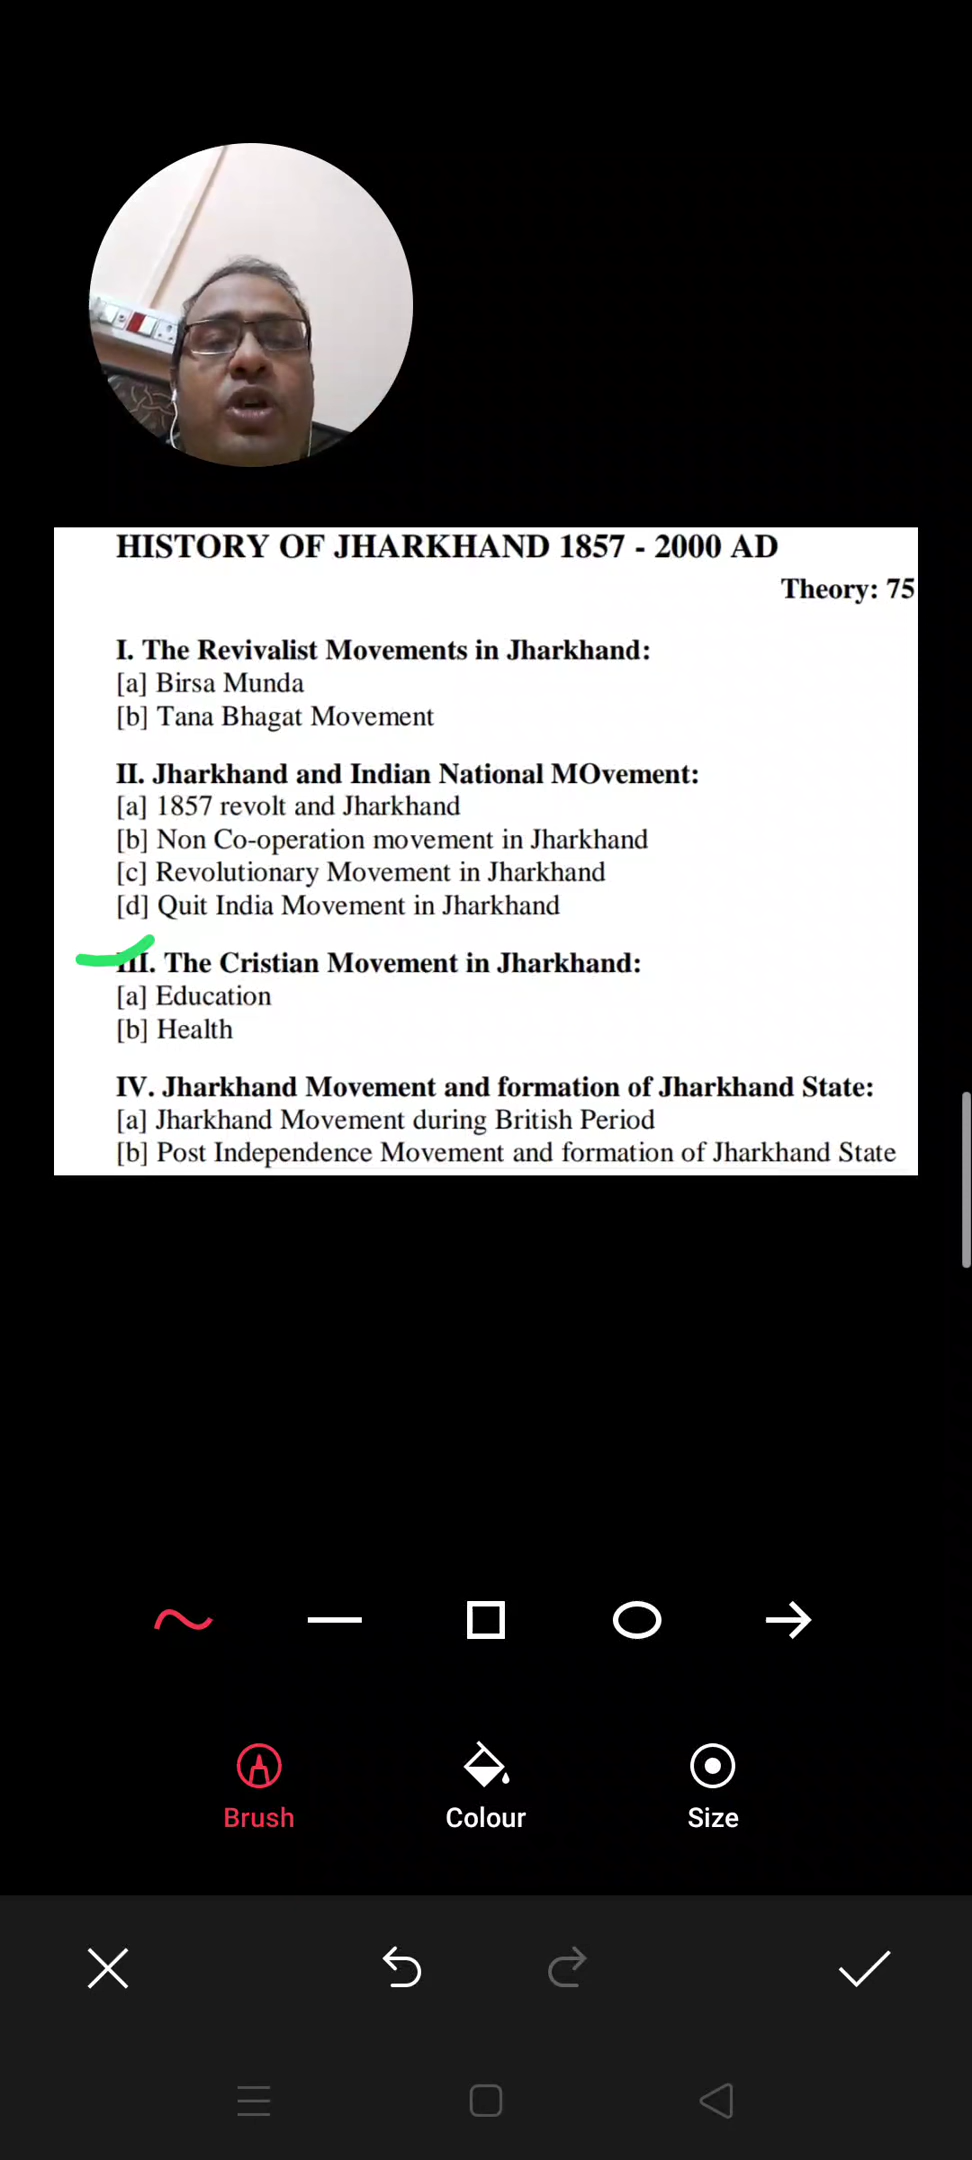 HISTORY OF JHARKHAND 1857 - 2000 AD
Theory: 75
I. The Revivalist Movements in Jharkhand:
[a] Birsa Munda
[b] Tana Bhagat Movement
II. Jharkhand and Indian National MOvement:
[a] 1857 revolt and Jharkhand
[b] Non Co-operation movement in Jharkhand
[c] Revolutionary Movement in Jharkhand
[d] Quit India Movement in Jharkhand
III. The Cristian Movement in Jharkhand:
[a] Education
[b] Health
IV. Jharkhand Movement and formation of Jharkhand State:
[a] Jharkhand Movement during British Period
[b] Post Independence Movement and formation of Jharkhand State
Brush Colour Size